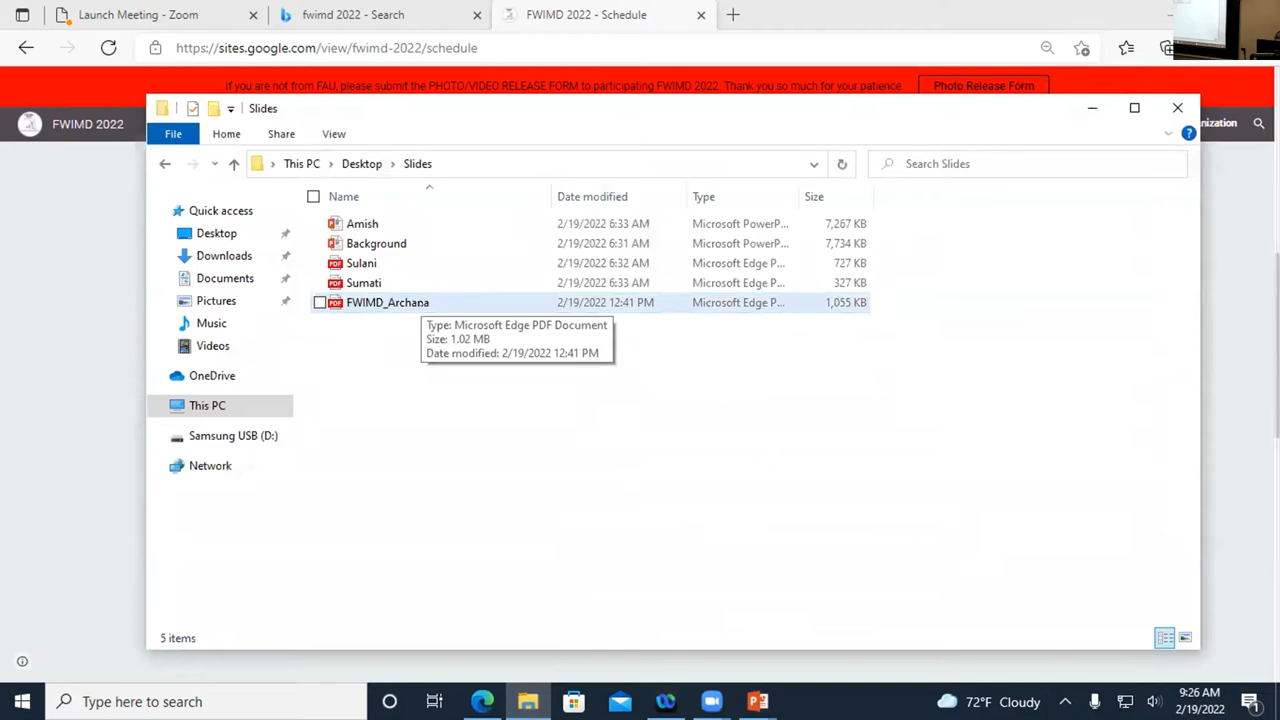 Launch Meeting - Zoom
fwimd 2022 - Search
FWIMD 2022 - Schedule
https://sites.google.com/view/fwimd-2022/schedule
If you are not from FAU, please submit the PHOTO/VIDEO RELEASE FORM to participating FWIMD 2022. Thank you so much for your patience.
Photo Release Form
FWIMD 2022
Slides
File Home Share View
This PC > Desktop > Slides
Search Slides
Name Date modified Type Size
Quick access
Desktop
Downloads
Documents
Pictures
Music
Videos
OneDrive
This PC
Samsung USB (D:)
Network
Amish 2/19/2022 6:33 AM Microsoft PowerP... 7,267 KB
Background 2/19/2022 6:31 AM Microsoft PowerP... 7,734 KB
Sulani 2/19/2022 6:32 AM Microsoft Edge P... 727 KB
Sumati 2/19/2022 6:33 AM Microsoft Edge P... 327 KB
FWIMD_Archana 2/19/2022 12:41 PM Microsoft Edge P... 1,055 KB
Type: Microsoft Edge PDF Document
Size: 1.02 MB
Date modified: 2/19/2022 12:41 PM
5 items
Type here to search
72°F Cloudy
9:26 AM
2/19/2022
1